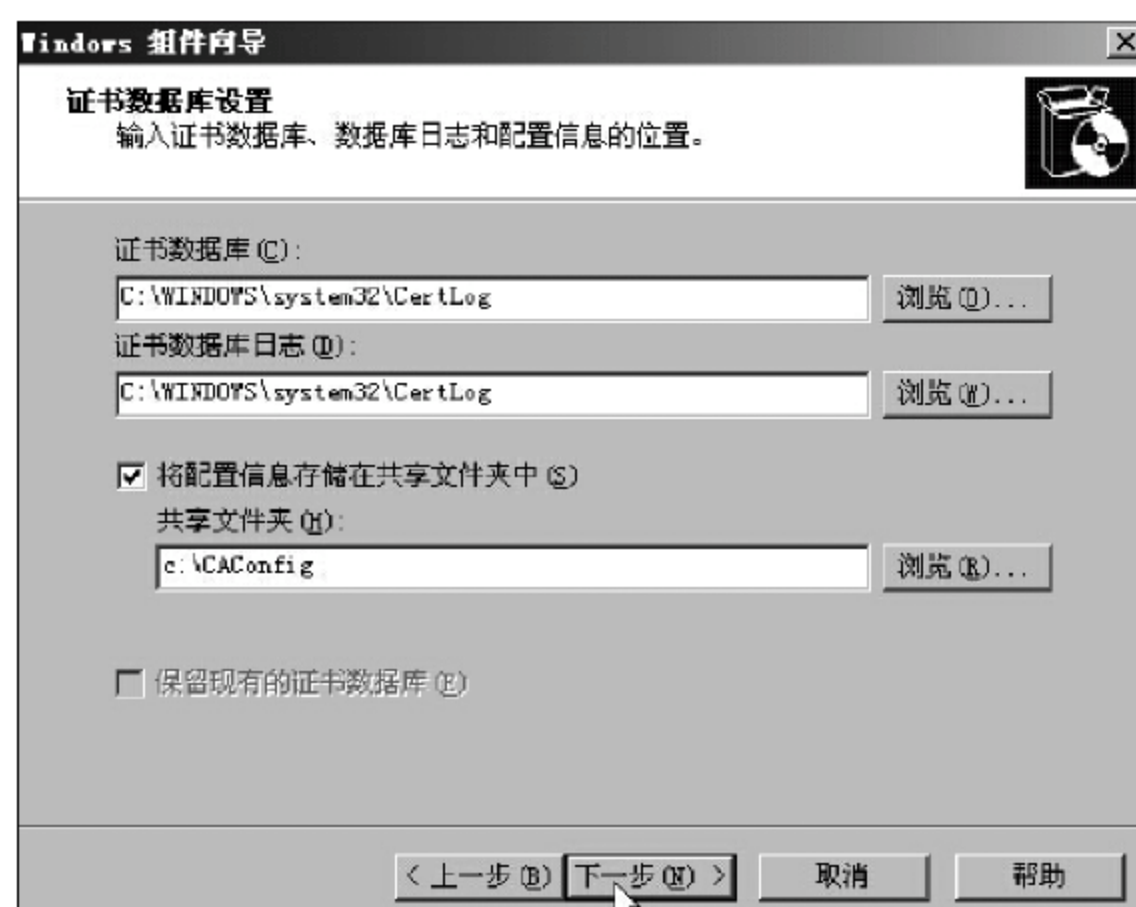 Windows 组件向导
证书数据库设置
输入证书数据库、数据库日志和配置信息的位置。
证书数据库(C):
C:\WINDOWS\system32\CertLog 浏览(O)...
证书数据库日志(D):
C:\WINDOWS\system32\CertLog 浏览(W)...
将配置信息存储在共享文件夹中(S)
共享文件夹(H):
c:\CAConfig 浏览(R)...
保留现有的证书数据库(E)
< 上一步(B) 下一步(N) > 取消 帮助